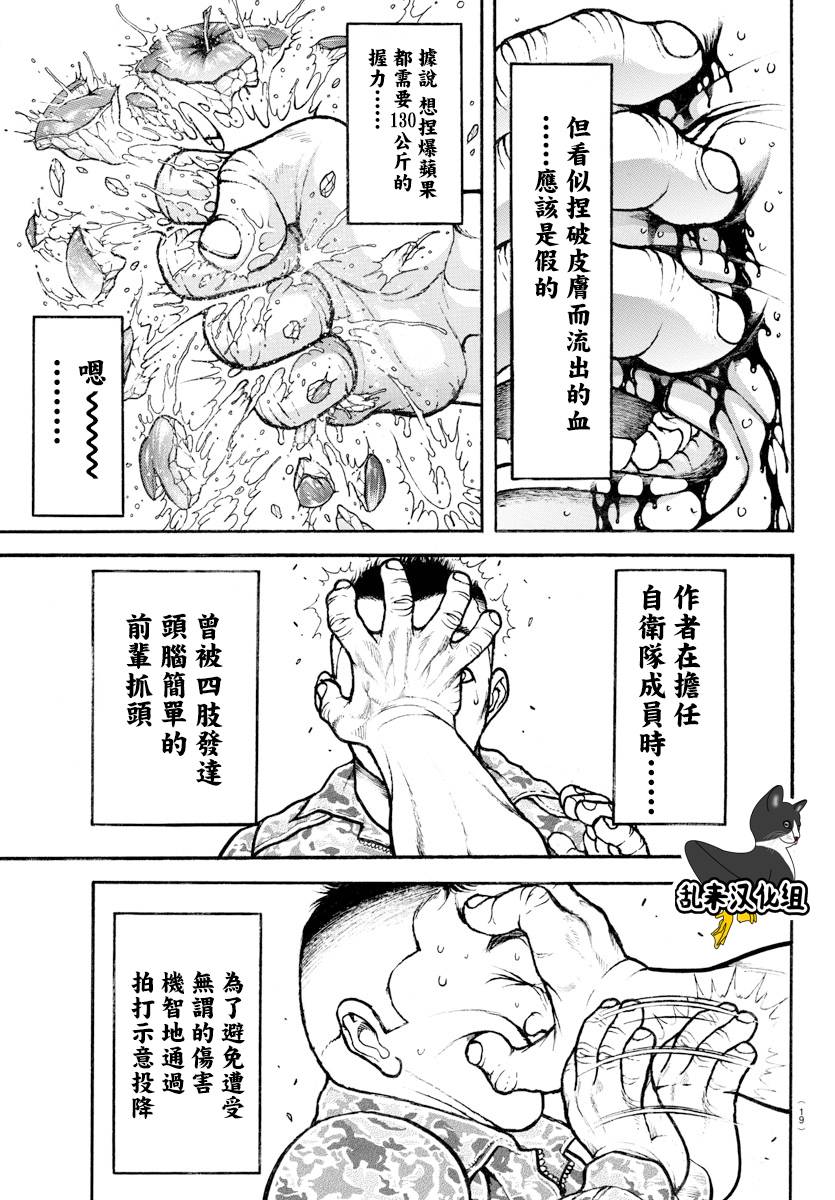 但看似捏破皮膚而流出的血
……應該是假的
據說 想捏爆蘋果
都需要130公斤的
握力……
嗯～～～
………
作者在擔任
自衛隊成員時……
曾被四肢發達
頭腦簡單的
前輩抓頭
為了避免遭受
無謂的傷害
機智地通過
拍打示意投降
乱来汉化组
(19)